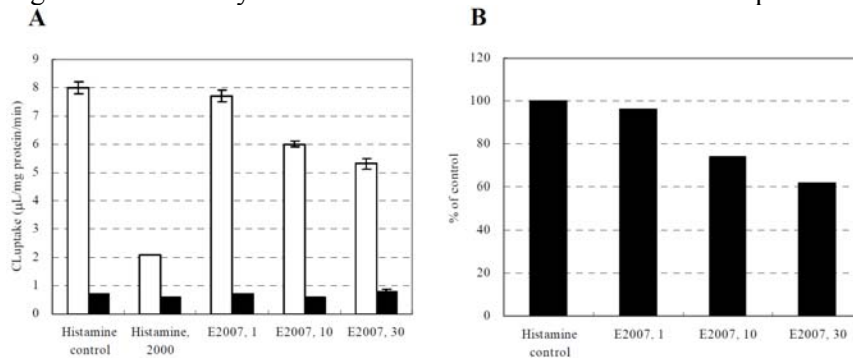 A
B
9
8
7
6
5
4
3
2
1
0
CLuptake (μL/mg protein/min)
Histamine control
Histamine, 2000
E2007, 1
E2007, 10
E2007, 30
120
100
80
60
40
20
0
% of control
Histamine control
E2007, 1
E2007, 10
E2007, 30